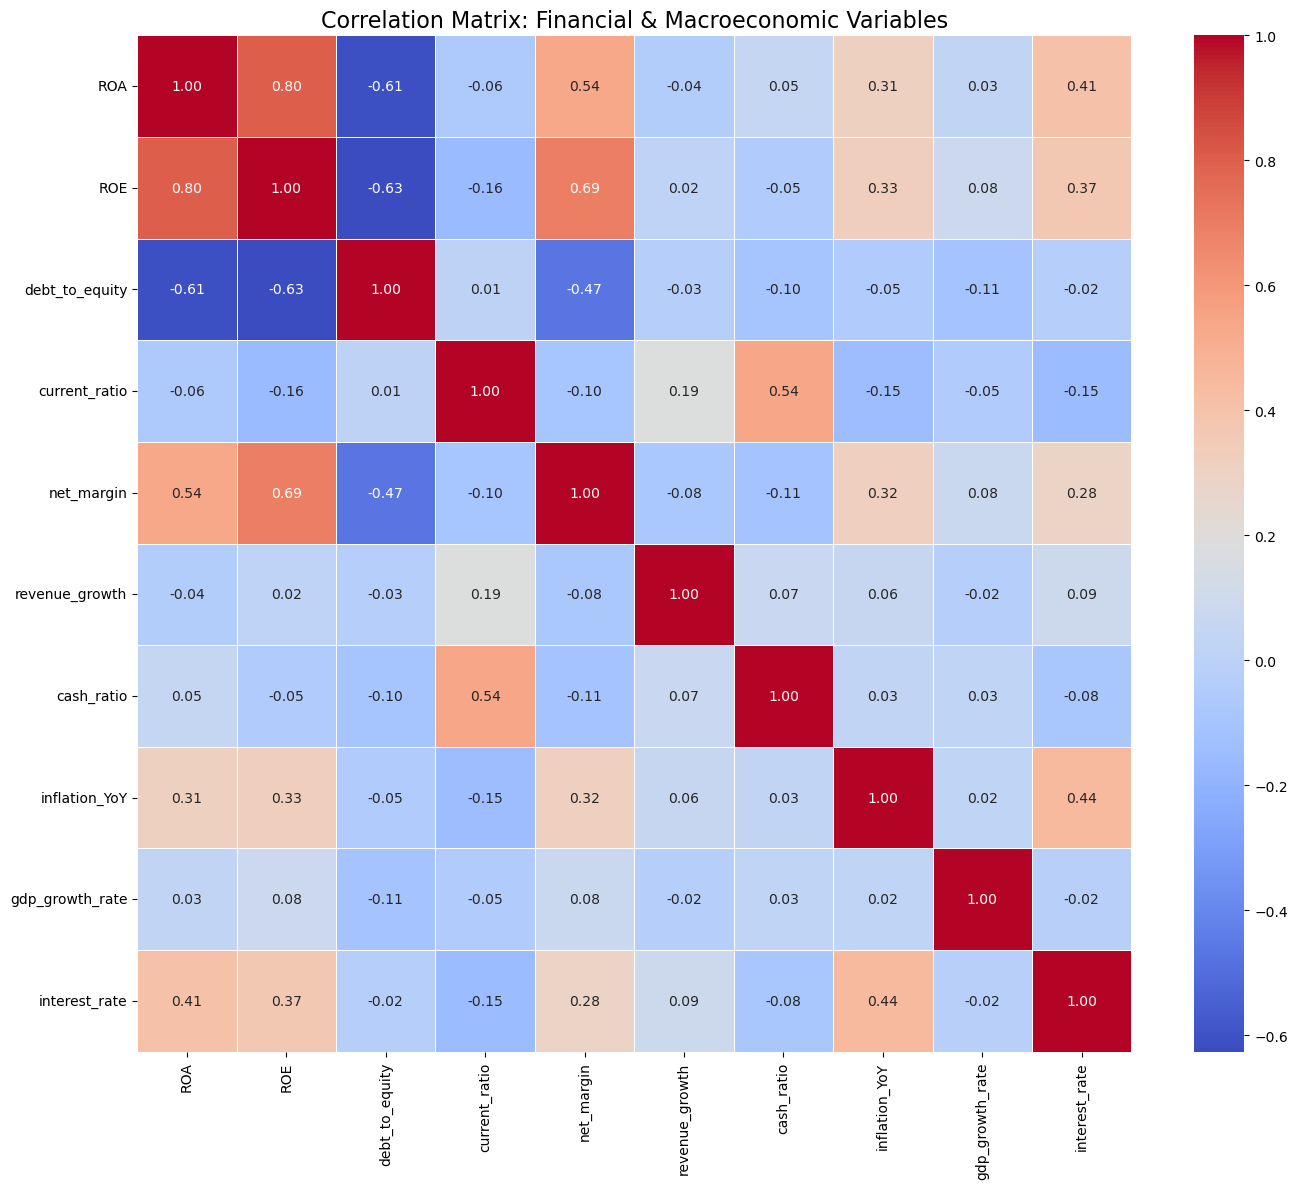 Correlation Matrix: Financial & Macroeconomic Variables
ROA 1.00 0.80 -0.61 -0.06 0.54 -0.04 0.05 0.31 0.03 0.41
ROE 0.80 1.00 -0.63 -0.16 0.69 0.02 -0.05 0.33 0.08 0.37
debt_to_equity -0.61 -0.63 1.00 0.01 -0.47 -0.03 -0.10 -0.05 -0.11 -0.02
current_ratio -0.06 -0.16 0.01 1.00 -0.10 0.19 0.54 -0.15 -0.05 -0.15
net_margin 0.54 0.69 -0.47 -0.10 1.00 -0.08 -0.11 0.32 0.08 0.28
revenue_growth -0.04 0.02 -0.03 0.19 -0.08 1.00 0.07 0.06 -0.02 0.09
cash_ratio 0.05 -0.05 -0.10 0.54 -0.11 0.07 1.00 0.03 0.03 -0.08
inflation_YoY 0.31 0.33 -0.05 -0.15 0.32 0.06 0.03 1.00 0.02 0.44
gdp_growth_rate 0.03 0.08 -0.11 -0.05 0.08 -0.02 0.03 0.02 1.00 -0.02
interest_rate 0.41 0.37 -0.02 -0.15 0.28 0.09 -0.08 0.44 -0.02 1.00
ROA
ROE
debt_to_equity
current_ratio
net_margin
revenue_growth
cash_ratio
inflation_YoY
gdp_growth_rate
interest_rate
1.0
0.8
0.6
0.4
0.2
0.0
−0.2
−0.4
−0.6